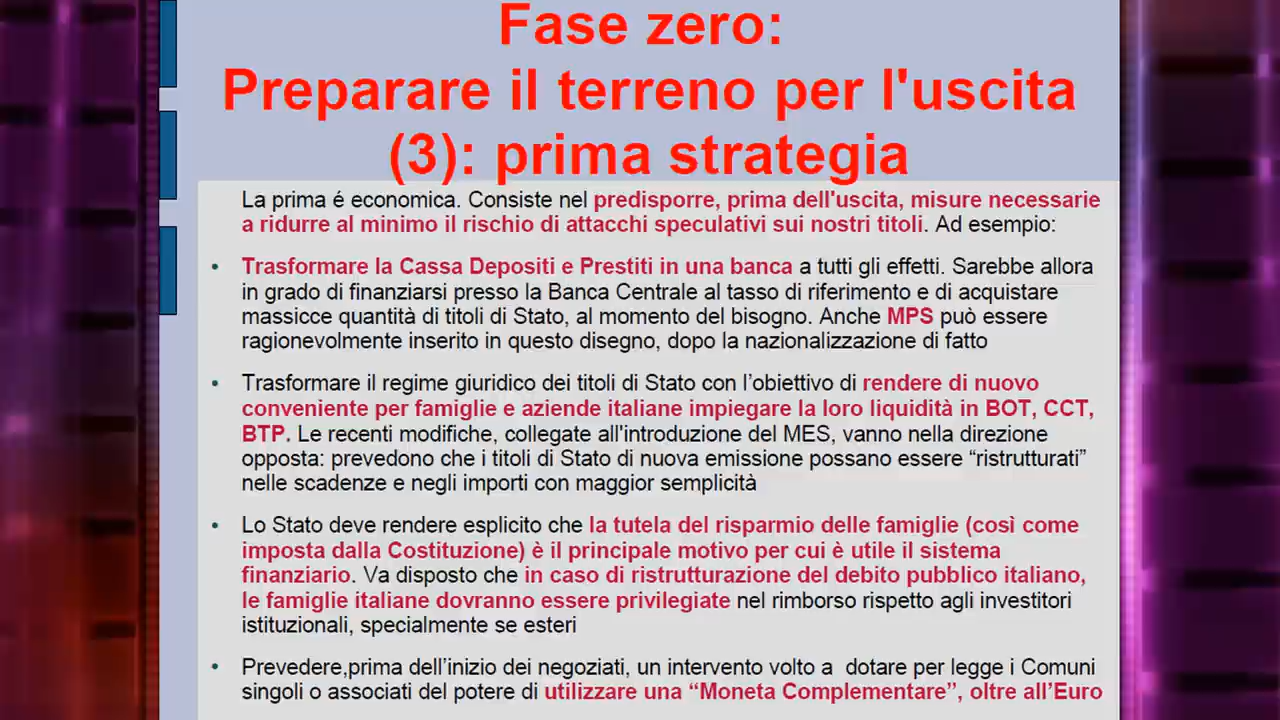 Fase zero:
Preparare il terreno per l'uscita
(3): prima strategia
La prima é economica. Consiste nel predisporre, prima dell'uscita, misure necessarie
a ridurre al minimo il rischio di attacchi speculativi sui nostri titoli. Ad esempio:
• Trasformare la Cassa Depositi e Prestiti in una banca a tutti gli effetti. Sarebbe allora
in grado di finanziarsi presso la Banca Centrale al tasso di riferimento e di acquistare
massicce quantità di titoli di Stato, al momento del bisogno. Anche MPS può essere
ragionevolmente inserito in questo disegno, dopo la nazionalizzazione di fatto
• Trasformare il regime giuridico dei titoli di Stato con l’obiettivo di rendere di nuovo
conveniente per famiglie e aziende italiane impiegare la loro liquidità in BOT, CCT,
BTP. Le recenti modifiche, collegate all'introduzione del MES, vanno nella direzione
opposta: prevedono che i titoli di Stato di nuova emissione possano essere “ristrutturati”
nelle scadenze e negli importi con maggior semplicità
• Lo Stato deve rendere esplicito che la tutela del risparmio delle famiglie (così come
imposta dalla Costituzione) è il principale motivo per cui è utile il sistema
finanziario. Va disposto che in caso di ristrutturazione del debito pubblico italiano,
le famiglie italiane dovranno essere privilegiate nel rimborso rispetto agli investitori
istituzionali, specialmente se esteri
• Prevedere,prima dell’inizio dei negoziati, un intervento volto a  dotare per legge i Comuni
singoli o associati del potere di utilizzare una “Moneta Complementare”, oltre all’Euro